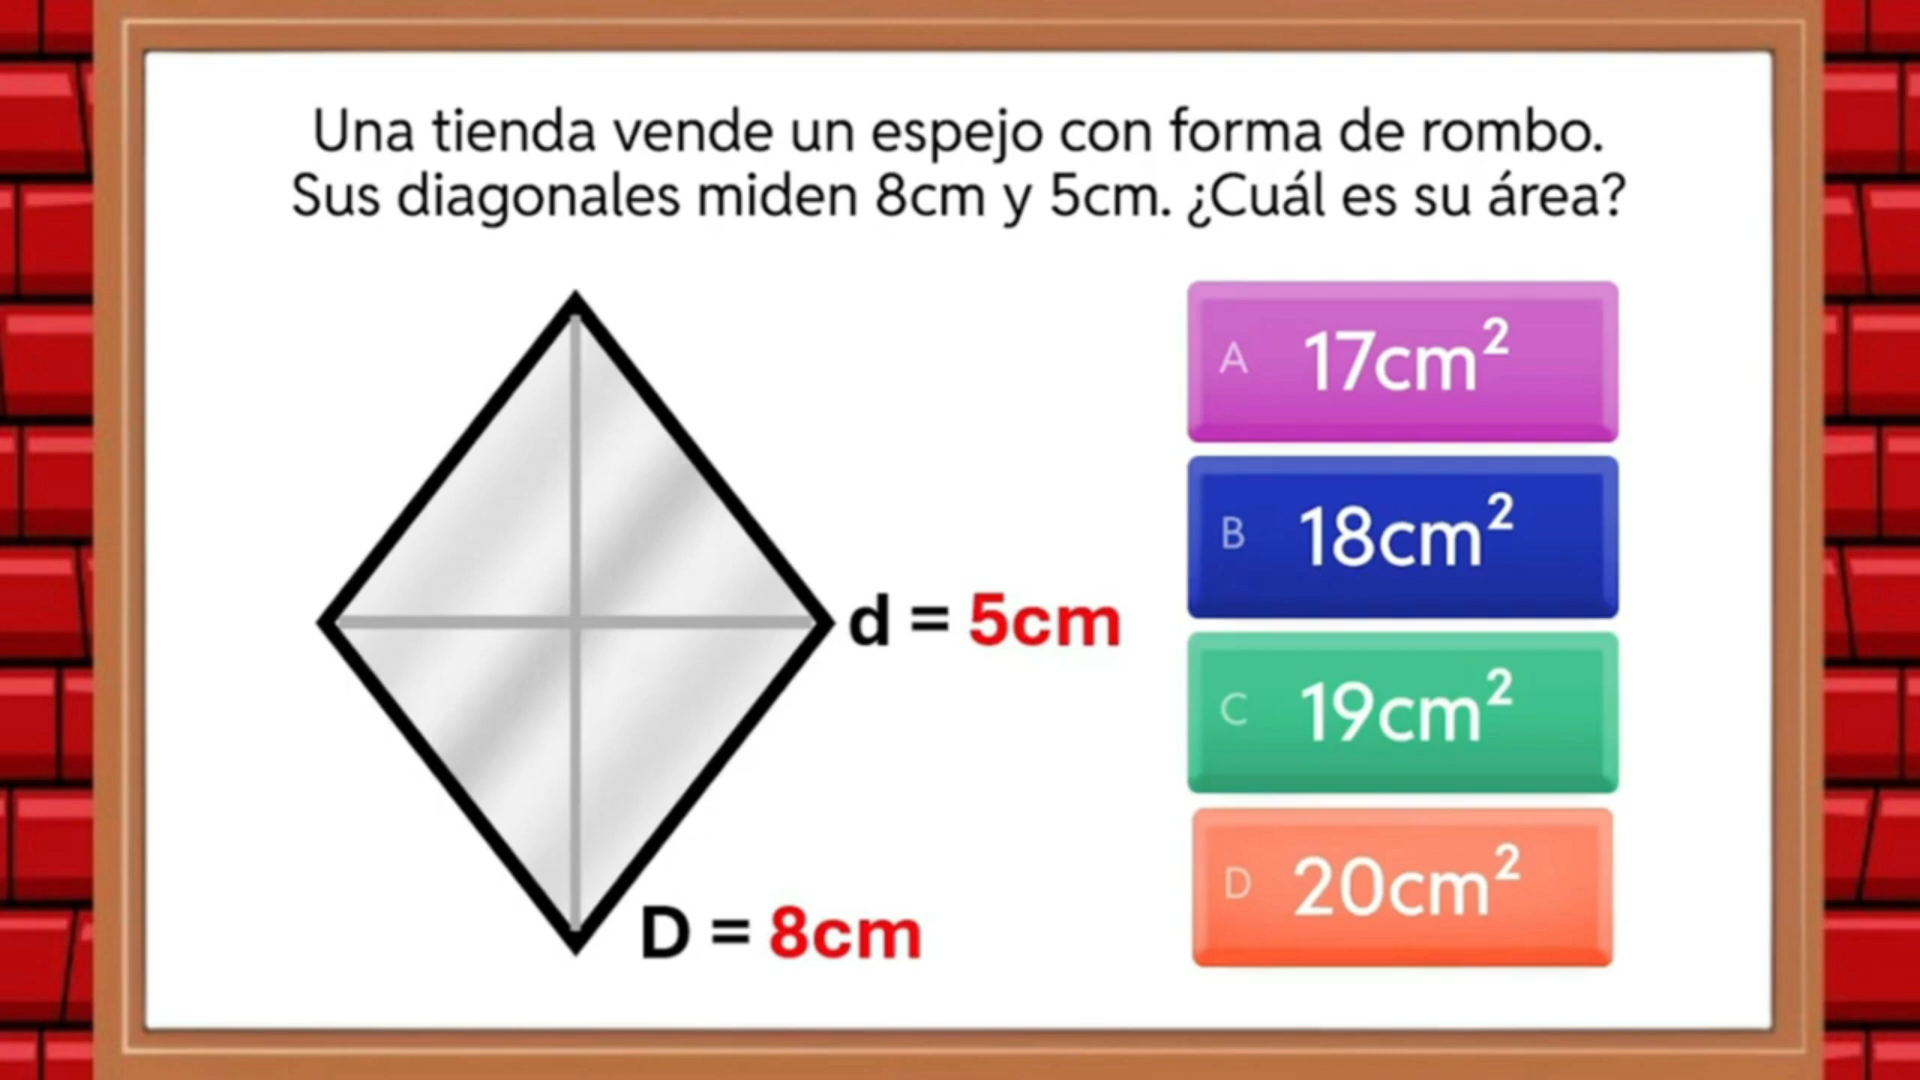 Una tienda vende un espejo con forma de rombo.
Sus diagonales miden 8cm y 5cm. ¿Cuál es su área?
A 17cm²
B 18cm²
d = 5cm
C 19cm²
D 20cm²
D = 8cm